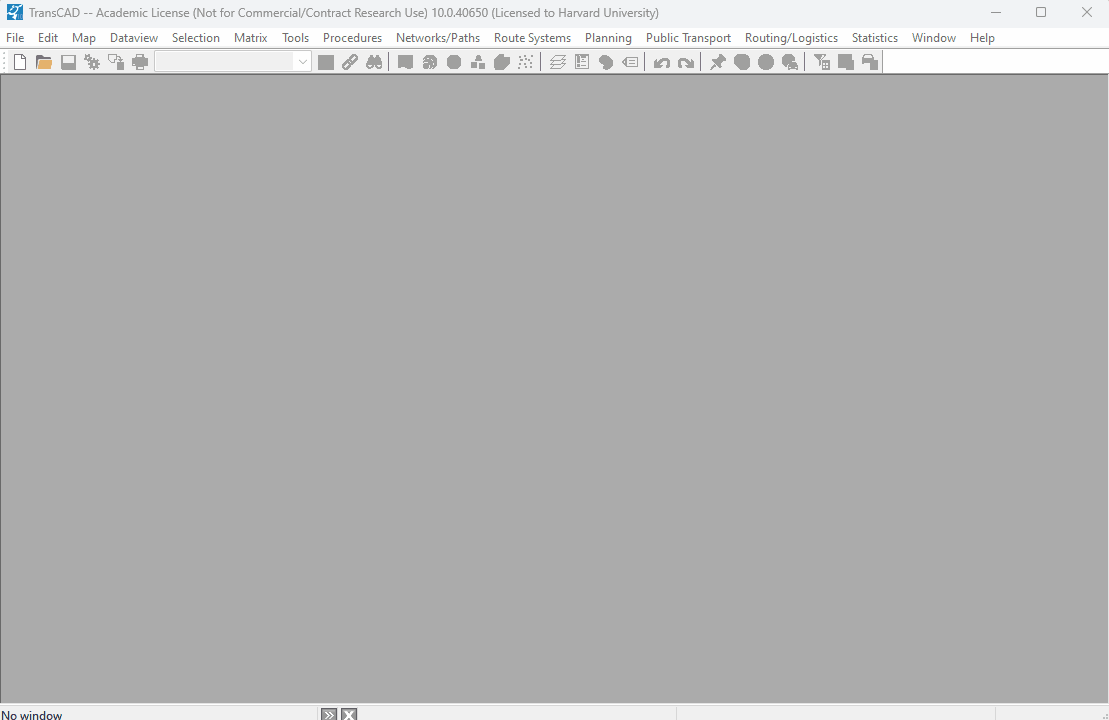 TransCAD -- Academic License (Not for Commercial/Contract Research Use) 10.0.40650 (Licensed to Harvard University)
File Edit Map Dataview Selection Matrix Tools Procedures Networks/Paths Route Systems Planning Public Transport Routing/Logistics Statistics Window Help
No window